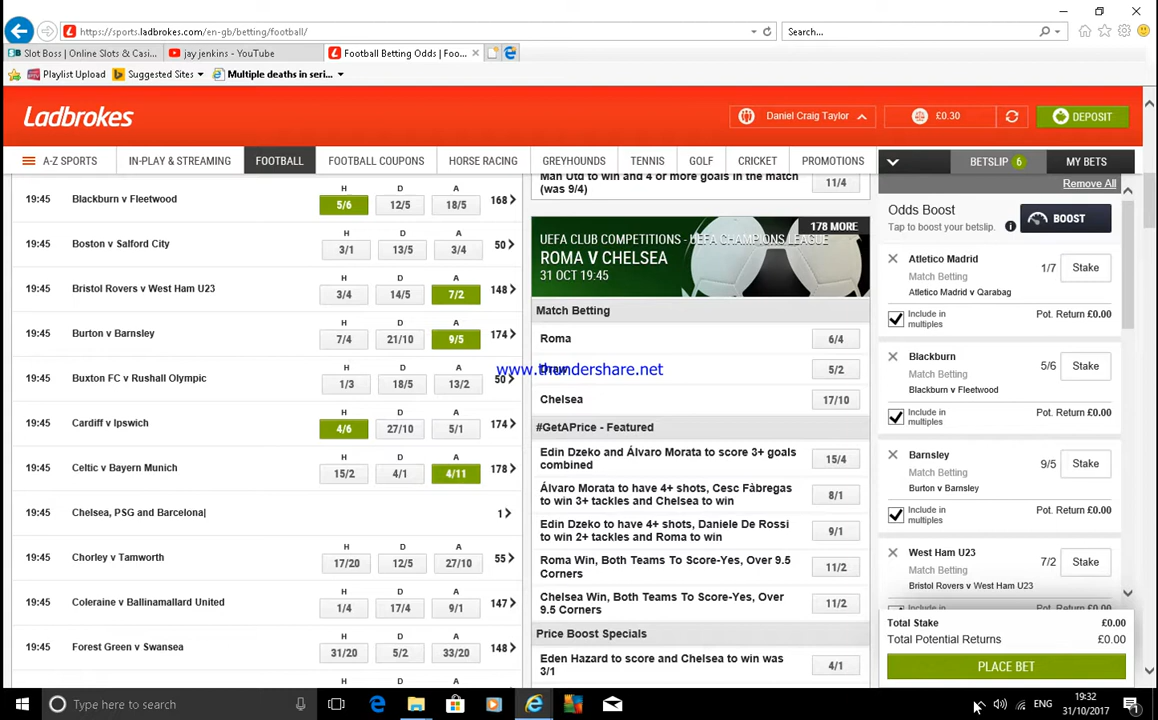 https://sports.ladbrokes.com/en-gb/betting/football/
Search...
Slot Boss | Online Slots & Casi...
jay jenkins - YouTube
Football Betting Odds | Foo...
Playlist Upload
Suggested Sites
Multiple deaths in seri...
Ladbrokes
Daniel Craig Taylor
£0.30
DEPOSIT
A-Z SPORTS
IN-PLAY & STREAMING
FOOTBALL
FOOTBALL COUPONS
HORSE RACING
GREYHOUNDS
TENNIS
GOLF
CRICKET
PROMOTIONS
BETSLIP 6
MY BETS
H D A
19:45 Blackburn v Fleetwood 5/6 12/5 18/5 168
H D A
19:45 Boston v Salford City 3/1 13/5 3/4 50
H D A
19:45 Bristol Rovers v West Ham U23 3/4 14/5 7/2 148
H D A
19:45 Burton v Barnsley 7/4 21/10 9/5 174
H D A
19:45 Buxton FC v Rushall Olympic 1/3 18/5 13/2 50
H D A
19:45 Cardiff v Ipswich 4/6 27/10 5/1 174
H D A
19:45 Celtic v Bayern Munich 15/2 4/1 4/11 178
19:45 Chelsea, PSG and Barcelona| 1
H D A
19:45 Chorley v Tamworth 17/20 12/5 27/10 55
H D A
19:45 Coleraine v Ballinamallard United 1/4 17/4 9/1 147
H D A
19:45 Forest Green v Swansea 31/20 5/2 33/20 148
Man Utd to win and 4 or more goals in the match
(was 9/4)
11/4
178 MORE
UEFA CLUB COMPETITIONS - UEFA CHAMPIONS LEAGUE
ROMA V CHELSEA
31 OCT 19:45
Match Betting
Roma 6/4
Draw 5/2
www.thundershare.net
Chelsea 17/10
#GetAPrice - Featured
Edin Dzeko and Álvaro Morata to score 3+ goals
combined
15/4
Álvaro Morata to have 4+ shots, Cesc Fàbregas
to win 3+ tackles and Chelsea to win
8/1
Edin Dzeko to have 4+ shots, Daniele De Rossi
to win 2+ tackles and Roma to win
9/1
Roma Win, Both Teams To Score-Yes, Over 9.5
Corners
11/2
Chelsea Win, Both Teams To Score-Yes, Over
9.5 Corners
11/2
Price Boost Specials
Eden Hazard to score and Chelsea to win was
3/1
4/1
Remove All
Odds Boost
Tap to boost your betslip.
BOOST
Atletico Madrid
Match Betting
Atletico Madrid v Qarabag
1/7 Stake
Include in
multiples
Pot. Return £0.00
Blackburn
Match Betting
Blackburn v Fleetwood
5/6 Stake
Include in
multiples
Pot. Return £0.00
Barnsley
Match Betting
Burton v Barnsley
9/5 Stake
Include in
multiples
Pot. Return £0.00
West Ham U23
Match Betting
Bristol Rovers v West Ham U23
7/2 Stake
Include in
Pot. Return £0.00
Total Stake £0.00
Total Potential Returns £0.00
PLACE BET
Type here to search
ENG
19:32
31/10/2017
1